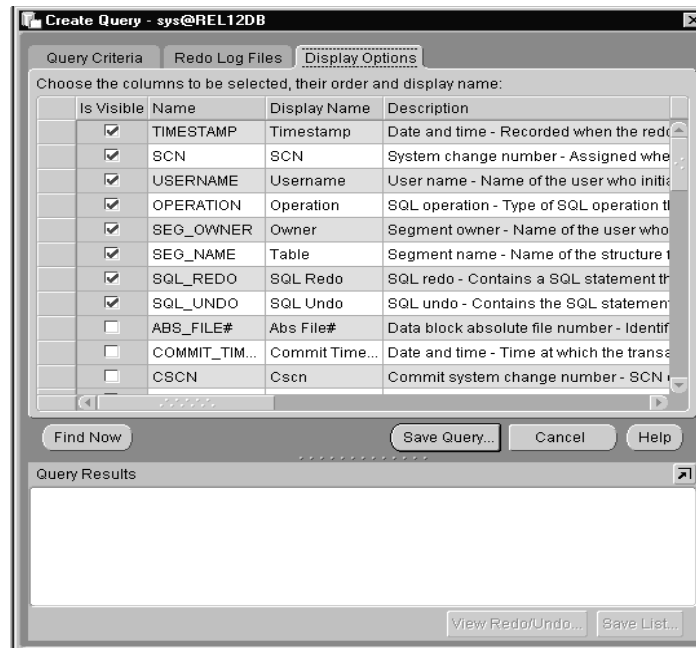 Create Query - sys@REL12DB
Query Criteria Redo Log Files Display Options
Choose the columns to be selected, their order and display name:
Is Visible Name Display Name Description
TIMESTAMP Timestamp Date and time - Recorded when the redo
SCN SCN System change number - Assigned whe
USERNAME Username User name - Name of the user who initia
OPERATION Operation SQL operation - Type of SQL operation th
SEG_OWNER Owner Segment owner - Name of the user who
SEG_NAME Table Segment name - Name of the structure t
SQL_REDO SQL Redo SQL redo - Contains a SQL statement th
SQL_UNDO SQL Undo SQL undo - Contains the SQL statement
ABS_FILE# Abs File# Data block absolute file number - Identif
COMMIT_TIM... Commit Time... Date and time - Time at which the transa
CSCN Cscn Commit system change number - SCN
Find Now Save Query... Cancel Help
Query Results
View Redo/Undo... Save List...